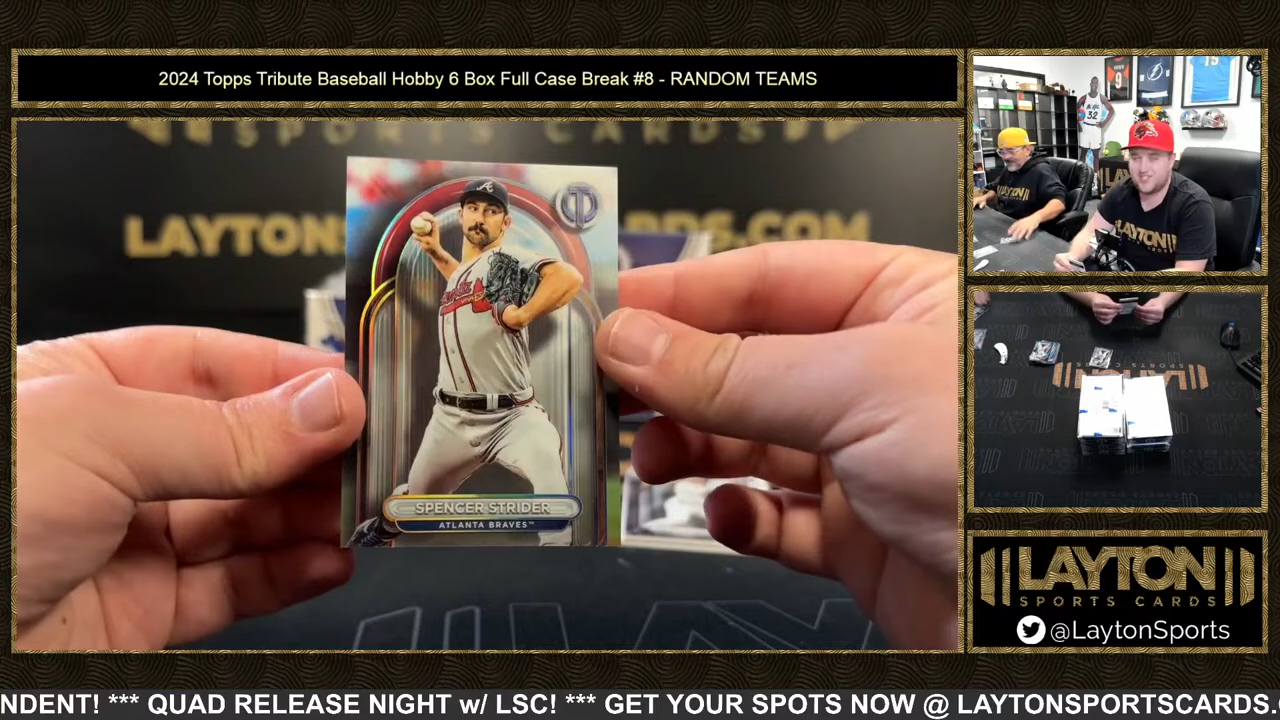 2024 Topps Tribute Baseball Hobby 6 Box Full Case Break #8 - RANDOM TEAMS
SPENCER STRIDER
ATLANTA BRAVES™
LAYTON
SPORTS CARDS
@LaytonSports
NDENT! *** QUAD RELEASE NIGHT w/ LSC! *** GET YOUR SPOTS NOW @ LAYTONSPORTSCARDS.